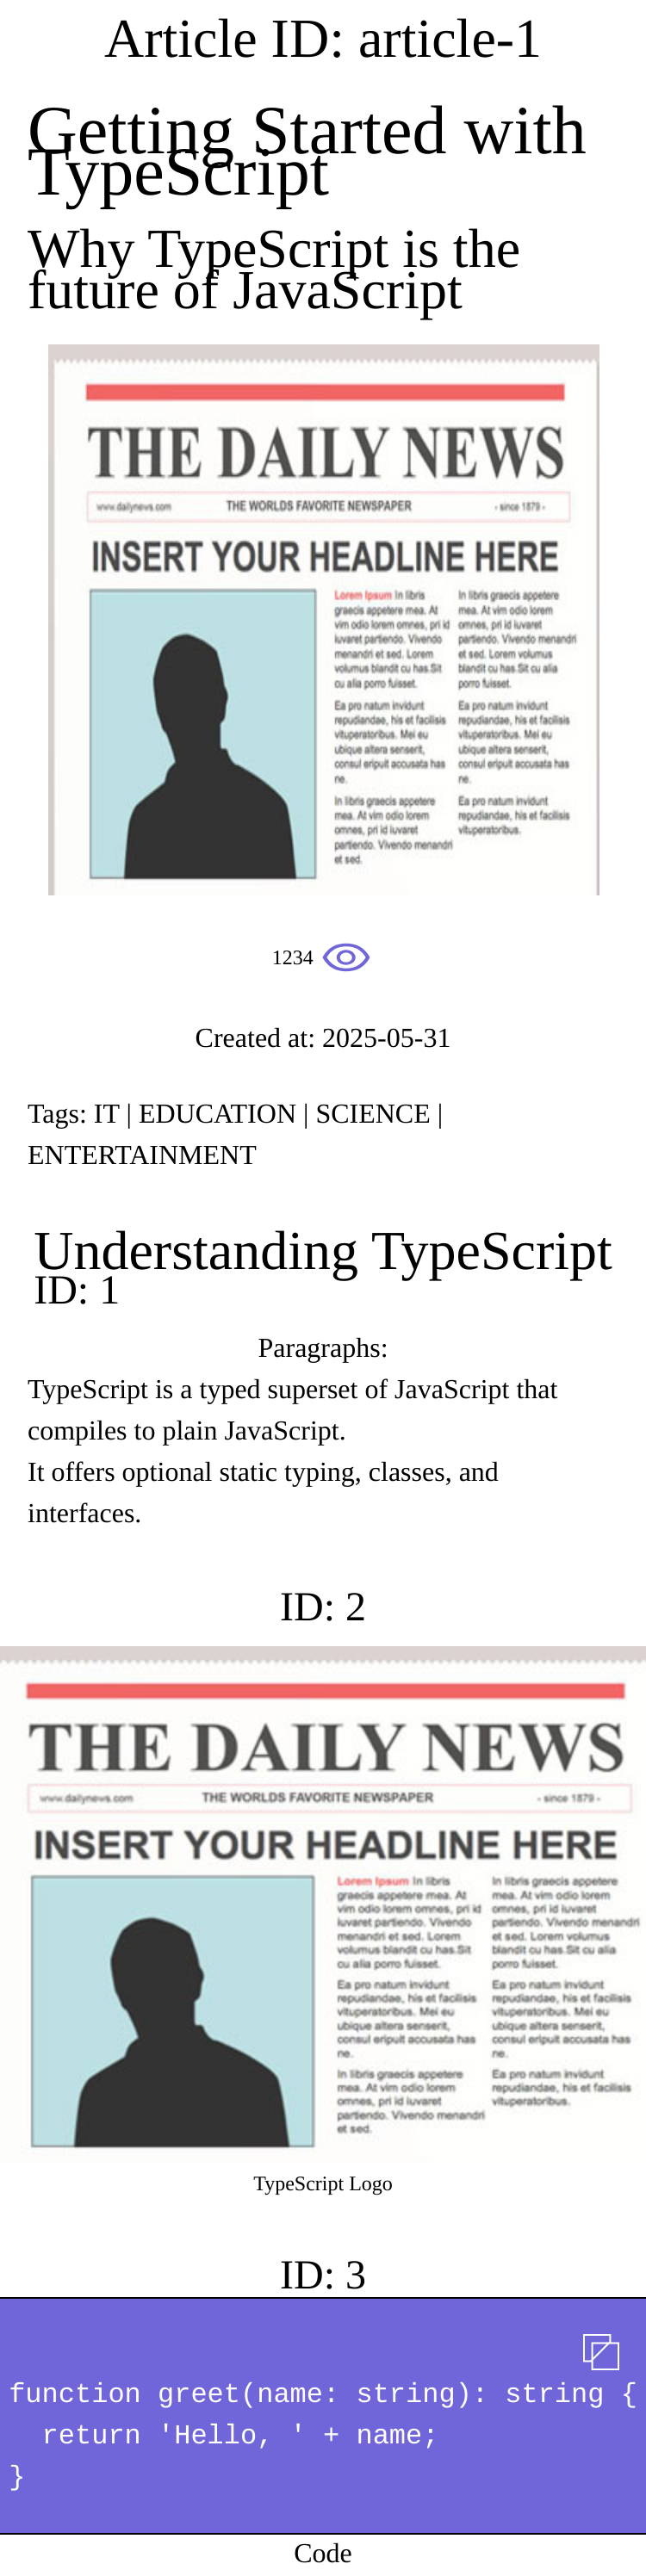 Article ID: article-1
Getting Started with
TypeScript
Why TypeScript is the
future of JavaScript
THE DAILY NEWS
www.dailynews.com THE WORLDS FAVORITE NEWSPAPER - since 1879 -
INSERT YOUR HEADLINE HERE
Lorem Ipsum In libris
graecis appetere mea. At
vim odio lorem omnes, pri id
iuvaret partiendo. Vivendo
menandri et sed. Lorem
volumus blandit cu has.Sit
cu alia porro fuisset.
Ea pro natum invidunt
repudiandae, his et facilisis
vituperatoribus. Mei eu
ubique altera senserit,
consul eripuit accusata has
ne.
In libris graecis appetere
mea. At vim odio lorem
omnes, pri id iuvaret
partiendo. Vivendo menandri
et sed.
In libris graecis appetere
mea. At vim odio lorem
omnes, pri id iuvaret
partiendo. Vivendo menandri
et sed. Lorem volumus
blandit cu has.Sit cu alia
porro fuisset.
Ea pro natum invidunt
repudiandae, his et facilisis
vituperatoribus. Mei eu
ubique altera senserit,
consul eripuit accusata has
ne.
Ea pro natum invidunt
repudiandae, his et facilisis
vituperatoribus.
1234
Created at: 2025-05-31
Tags: IT | EDUCATION | SCIENCE |
ENTERTAINMENT
Understanding TypeScript
ID: 1
Paragraphs:
TypeScript is a typed superset of JavaScript that
compiles to plain JavaScript.
It offers optional static typing, classes, and
interfaces.
ID: 2
THE DAILY NEWS
www.dailynews.com THE WORLDS FAVORITE NEWSPAPER - since 1879 -
INSERT YOUR HEADLINE HERE
Lorem Ipsum In libris
graecis appetere mea. At
vim odio lorem omnes, pri id
iuvaret partiendo. Vivendo
menandri et sed. Lorem
volumus blandit cu has.Sit
cu alia porro fuisset.
Ea pro natum invidunt
repudiandae, his et facilisis
vituperatoribus. Mei eu
ubique altera senserit,
consul eripuit accusata has
ne.
In libris graecis appetere
mea. At vim odio lorem
omnes, pri id iuvaret
partiendo. Vivendo menandri
et sed.
In libris graecis appetere
mea. At vim odio lorem
omnes, pri id iuvaret
partiendo. Vivendo menandri
et sed. Lorem volumus
blandit cu has.Sit cu alia
porro fuisset.
Ea pro natum invidunt
repudiandae, his et facilisis
vituperatoribus. Mei eu
ubique altera senserit,
consul eripuit accusata has
ne.
Ea pro natum invidunt
repudiandae, his et facilisis
vituperatoribus.
TypeScript Logo
ID: 3
function greet(name: string): string {
  return 'Hello, ' + name;
}
Code